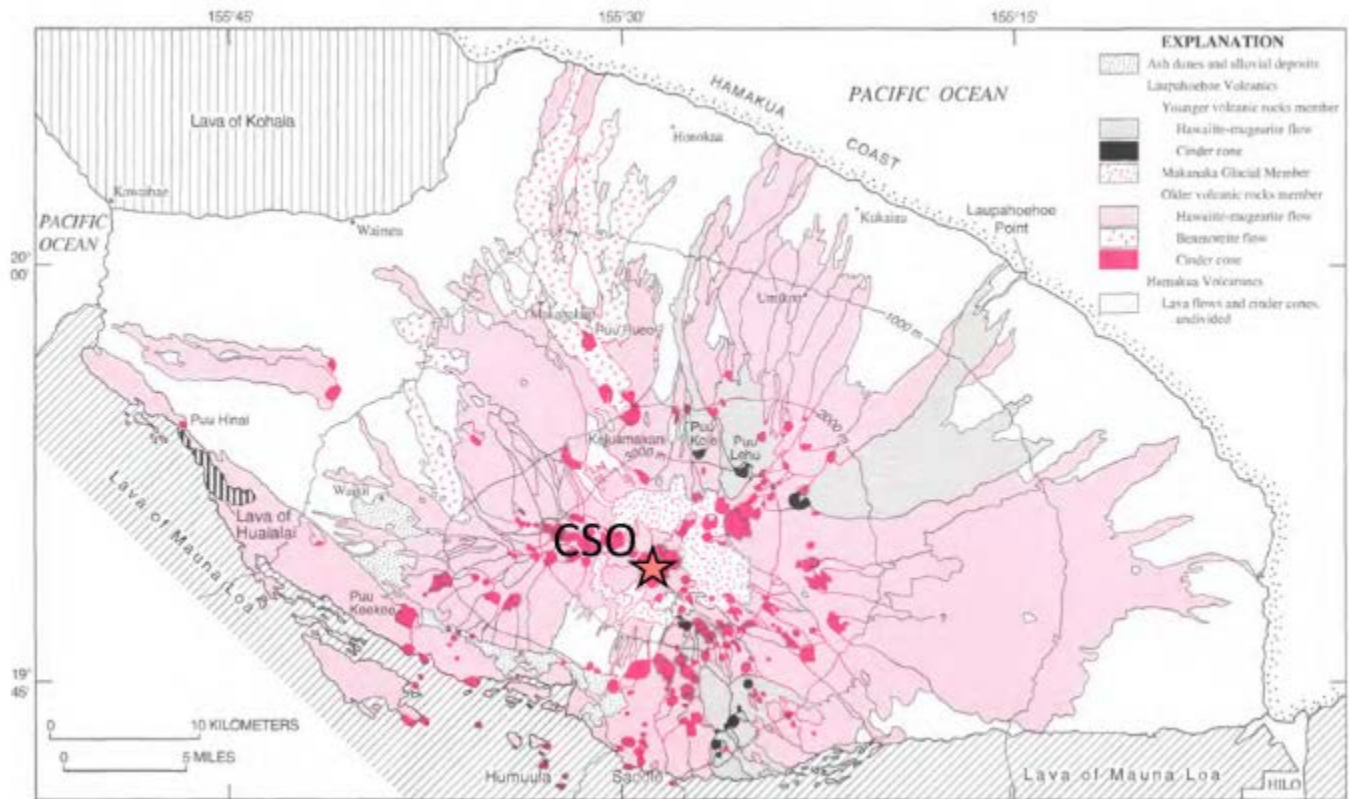 155°45'
155°30'
155°15'
EXPLANATION
Ash dunes and alluvial deposits
Laupahoehoe Volcanics
Younger volcanic rocks member
Hawaiite-mugearite flow
Cinder cone
Makanaka Glacial Member
Older volcanic rocks member
Hawaiite-mugearite flow
Benmoreite flow
Cinder cone
Hamakua Volcanics
Lava flows and cinder cones,
undivided
PACIFIC OCEAN
HAMAKUA
COAST
Lava of Kohala
Honokaa
Kawaihae
PACIFIC
OCEAN
Waimea
Kukaiau
Laupahoehoe
Point
20°
00'
Umikoa
1000 m
Puu Hinai
2000 m
Keluamakani
3000 m
Puu
Kole
Puu
Lehu
Lava of
Hualalai
Lava of Mauna Loa
CSO
Puu
Keekee
?
19°
45'
0
10 KILOMETERS
0
5 MILES
Humuula
Saddle
Lava of Mauna Loa
HILO